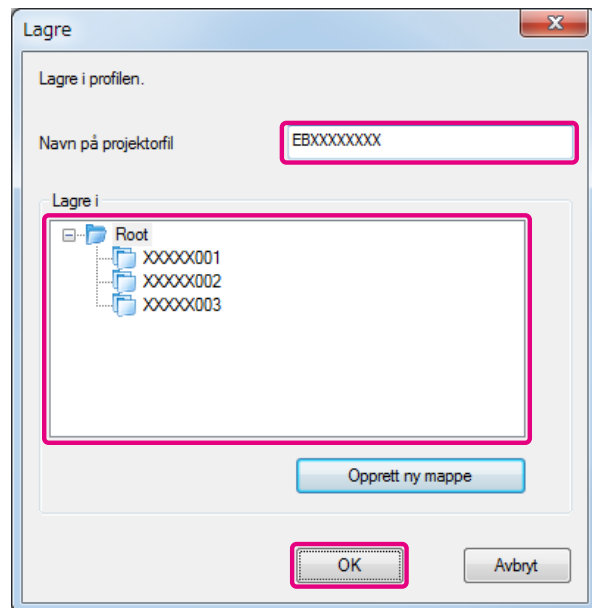 Lagre
Lagre i profilen.
Navn på projektorfil
EBXXXXXXXX
Lagre i
Root
XXXXX001
XXXXX002
XXXXX003
Opprett ny mappe
OK
Avbryt